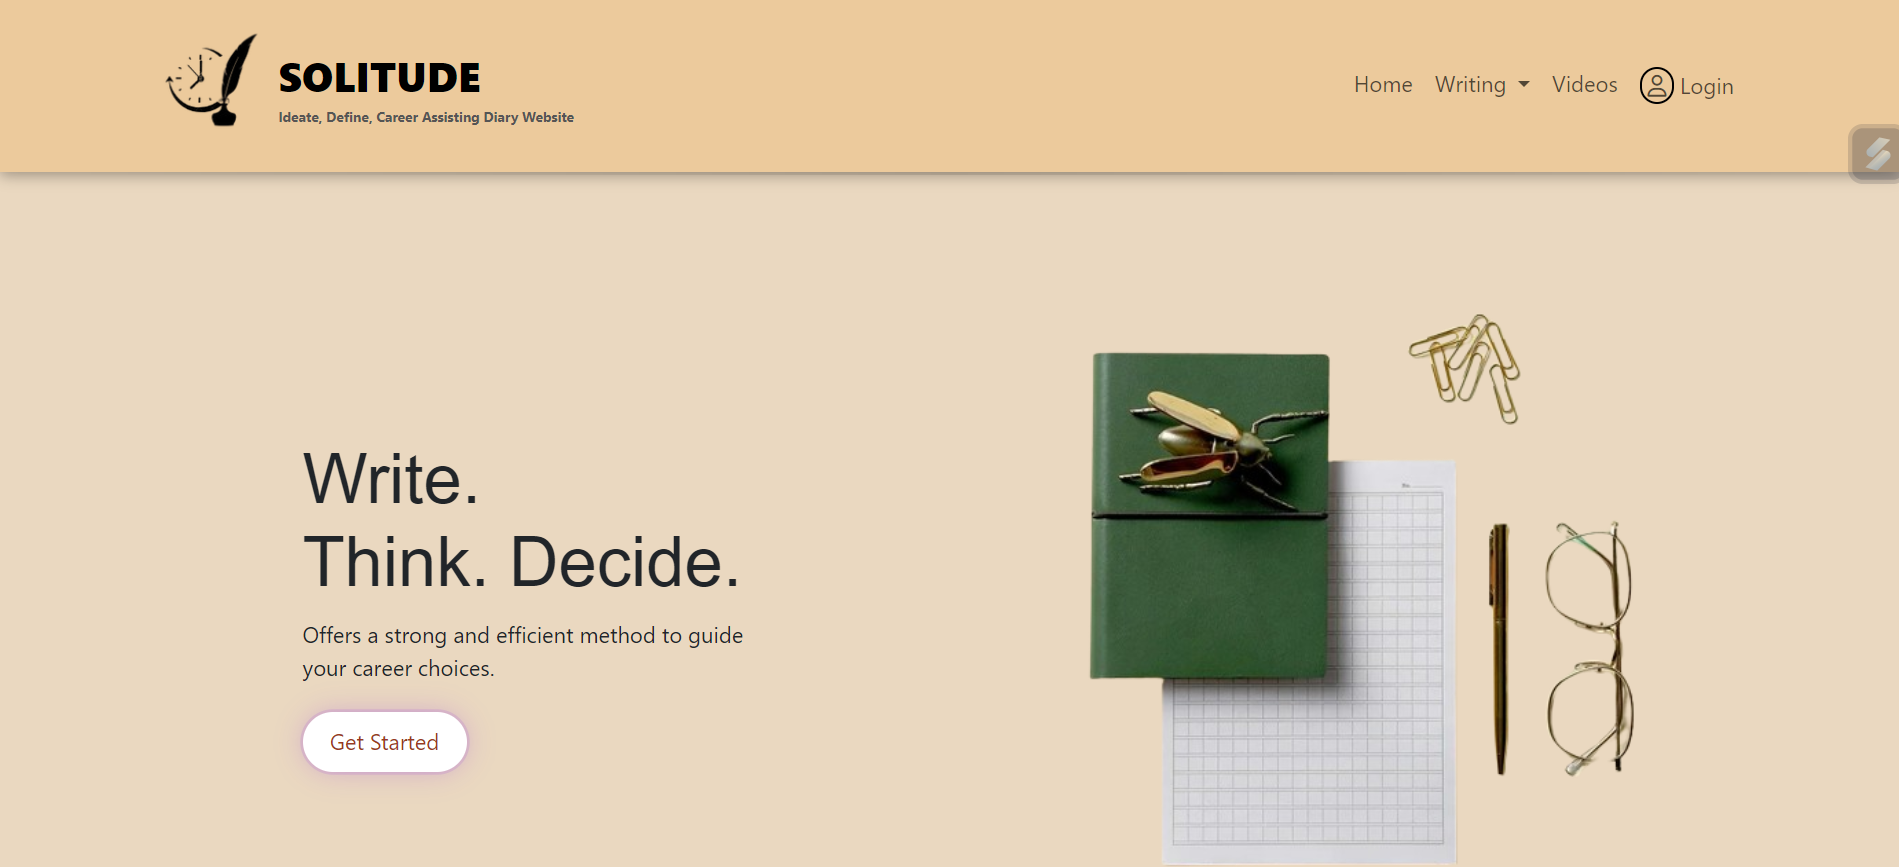 SOLITUDE
Ideate, Define, Career Assisting Diary Website
Home
Writing
Videos
Login
Write.
Think. Decide.
Offers a strong and efficient method to guide
your career choices.
Get Started